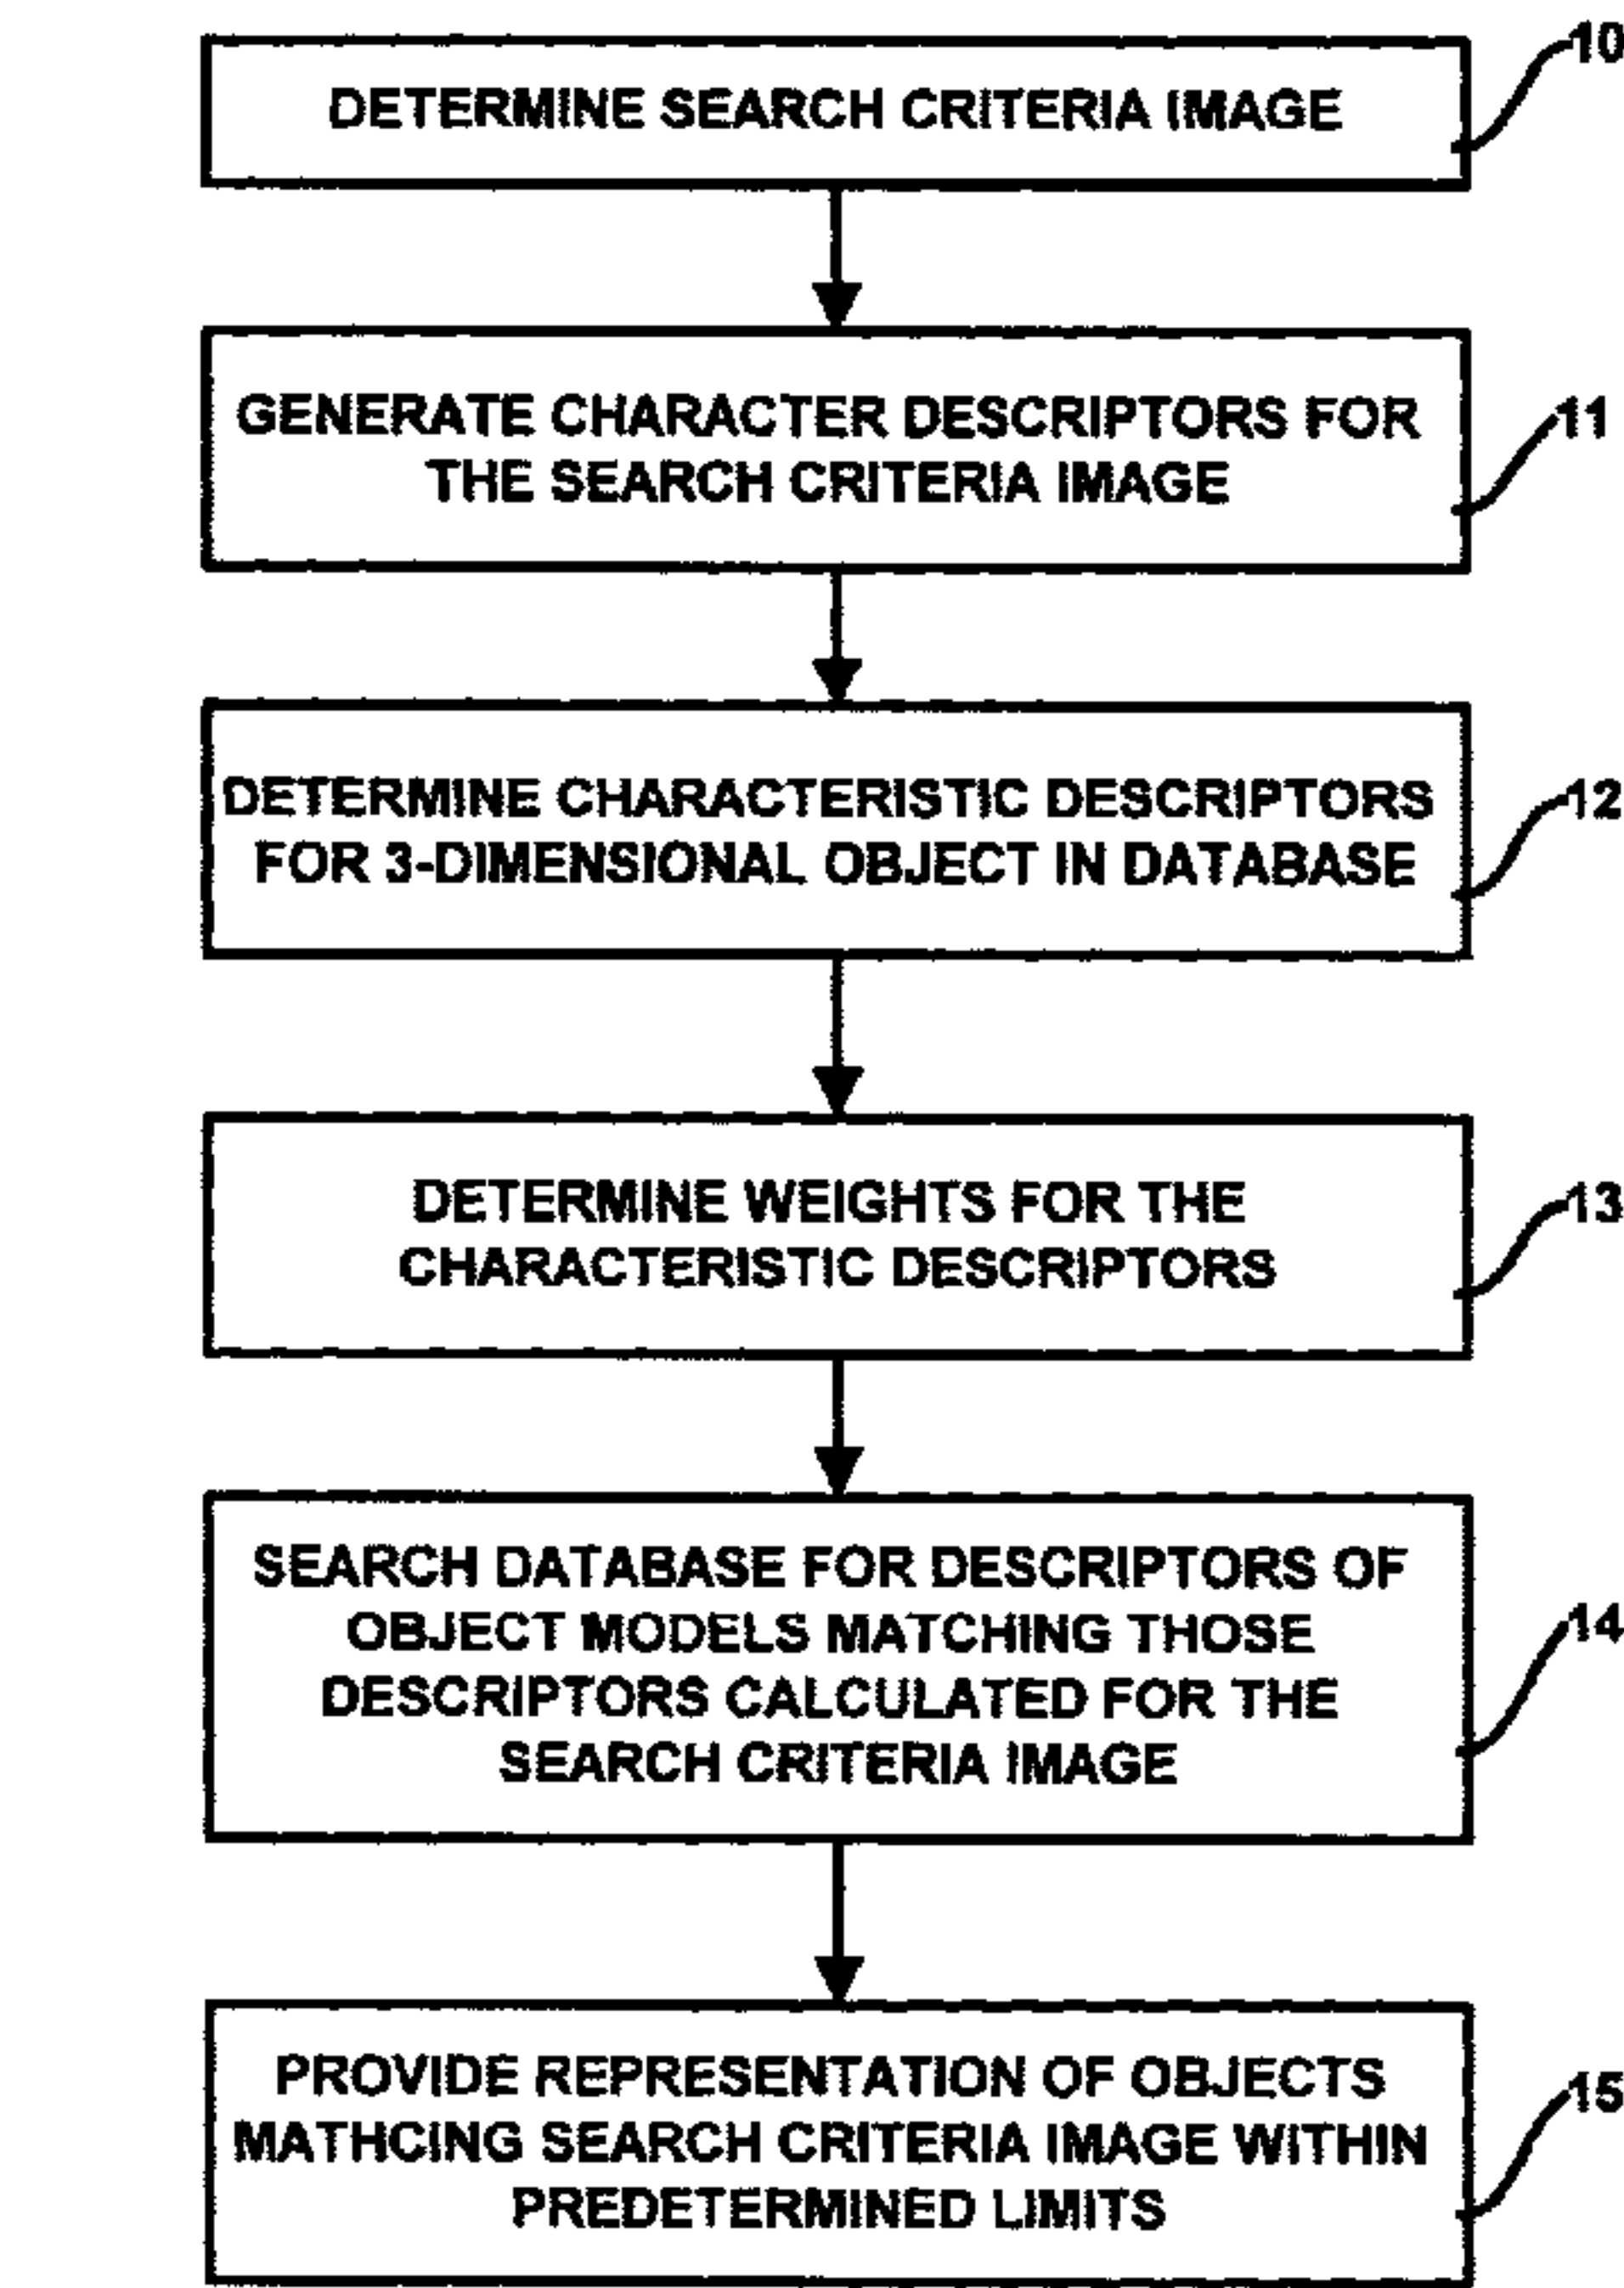 DETERMINE SEARCH CRITERIA IMAGE
10
GENERATE CHARACTER DESCRIPTORS FOR
THE SEARCH CRITERIA IMAGE
11
DETERMINE CHARACTERISTIC DESCRIPTORS
FOR 3-DIMENSIONAL OBJECT IN DATABASE
12
DETERMINE WEIGHTS FOR THE
CHARACTERISTIC DESCRIPTORS
13
SEARCH DATABASE FOR DESCRIPTORS OF
OBJECT MODELS MATCHING THOSE
DESCRIPTORS CALCULATED FOR THE
SEARCH CRITERIA IMAGE
14
PROVIDE REPRESENTATION OF OBJECTS
MATHCING SEARCH CRITERIA IMAGE WITHIN
PREDETERMINED LIMITS
15